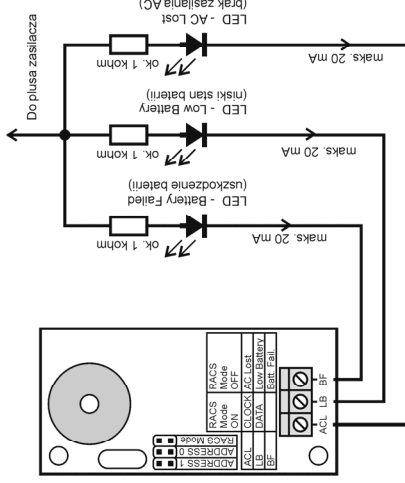 LED - AC Lost
(brak zasilania AC)
ok. 1 kohm
maks. 20 mA
Do plusa zasilacza
LED - Low Battery
(niski stan baterii)
ok. 1 kohm
maks. 20 mA
LED - Battery Failed
(uszkodzenie baterii)
ok. 1 kohm
maks. 20 mA
RACS Mode
ADDRESS 0
ADDRESS 1
RACS
Mode
ON
RACS
Mode
OFF
ACL CLOCK AC Lost
LB DATA Low Battery
BF Batt. Fail.
BF
LB
ACL